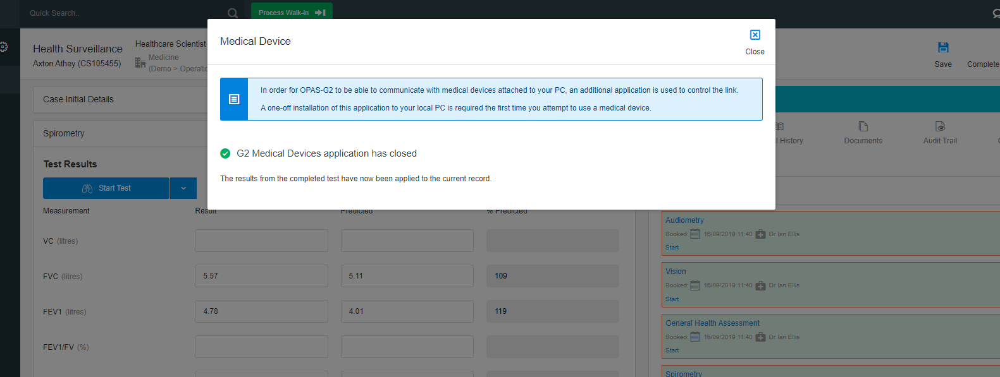 Quick Search..
Process Walk-in
Medical Device
Close
Health Surveillance
Axton Athey (CS105455)
Healthcare Scientist
Medicine
(Demo > Operatio
Save
Complete
In order for OPAS-G2 to be able to communicate with medical devices attached to your PC, an additional application is used to control the link.
A one-off installation of this application to your local PC is required the first time you attempt to use a medical device.
Case Initial Details
Spirometry
l History
Documents
Audit Trail
G2 Medical Devices application has closed
The results from the completed test have now been applied to the current record.
Test Results
Start Test
Measurement Result Predicted % Predicted
VC (litres)
FVC (litres) 5.57 5.11 109
FEV1 (litres) 4.78 4.01 119
FEV1/FV (%)
Audiometry
Booked: 16/09/2019 11:40 Dr Ian Ellis
Start
Vision
Booked: 16/09/2019 11:40 Dr Ian Ellis
Start
General Health Assessment
Booked: 16/09/2019 11:40 Dr Ian Ellis
Start
Spirometry